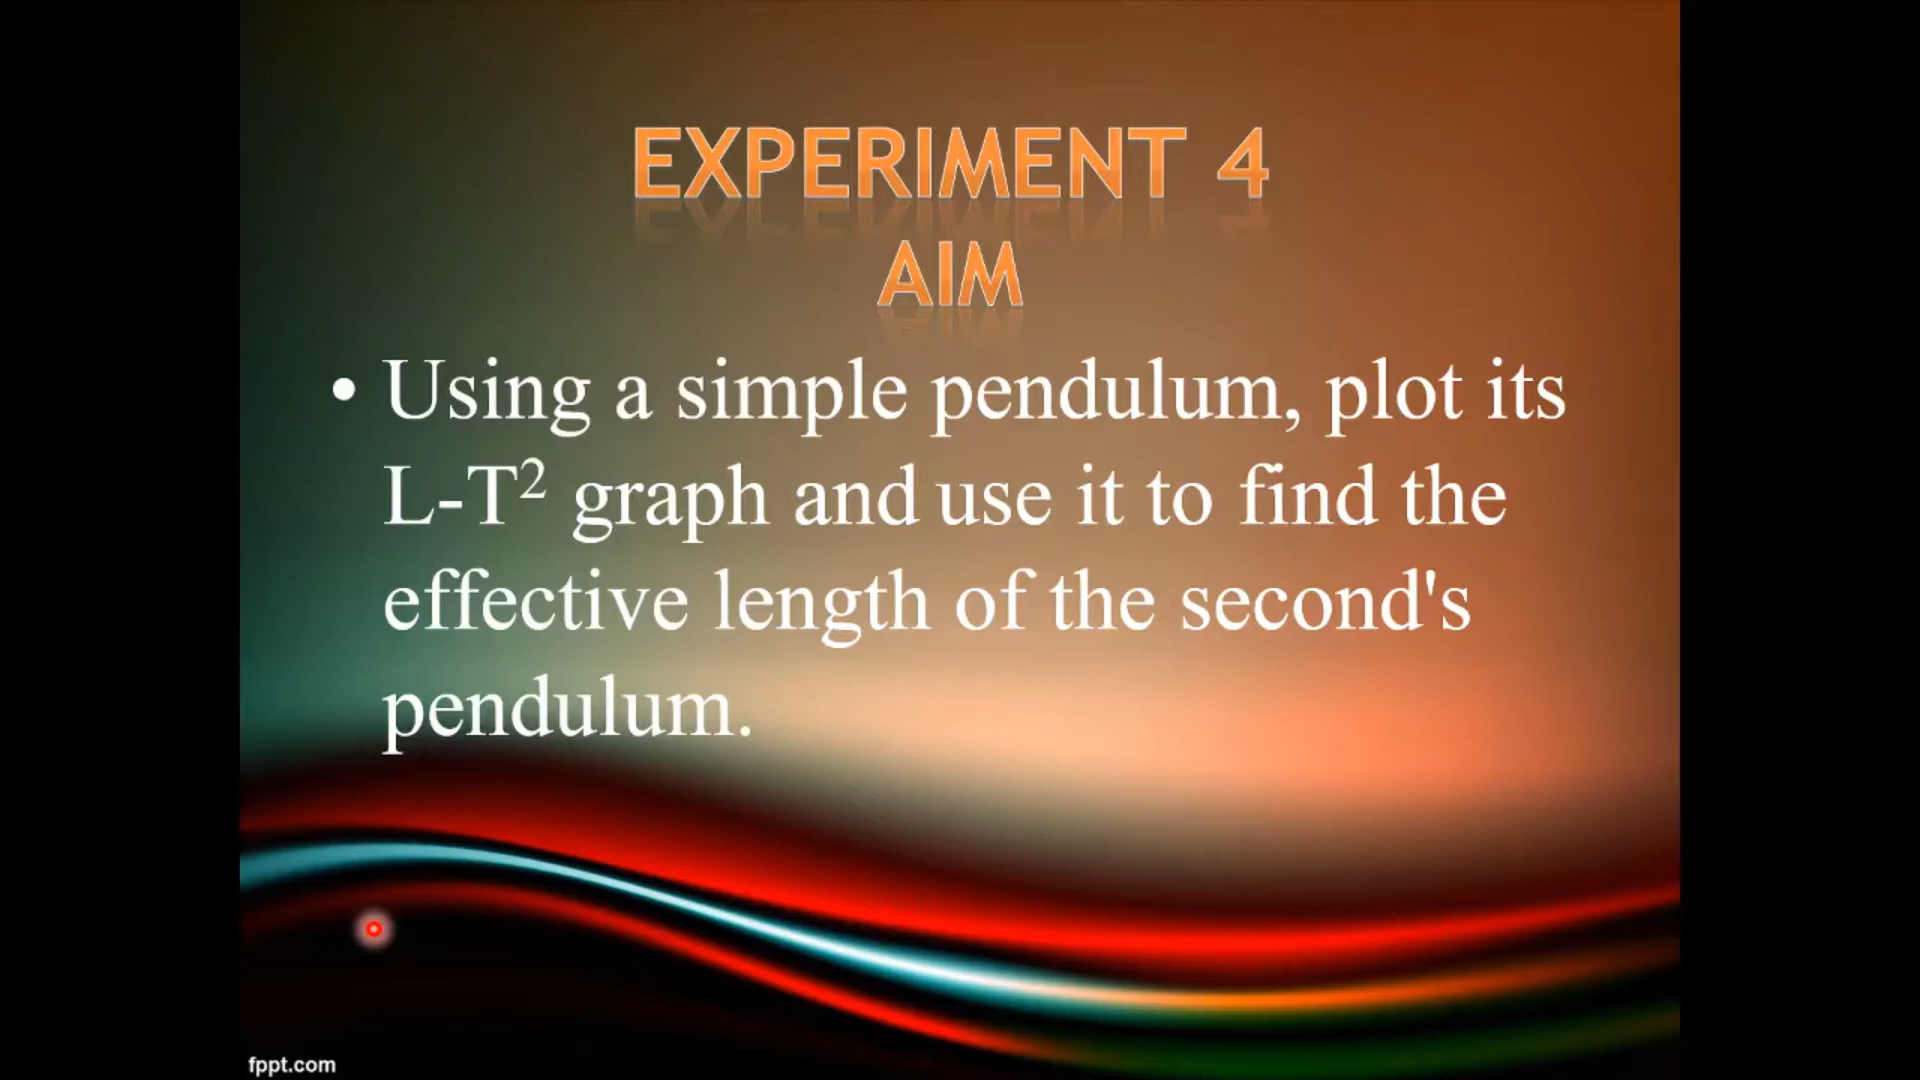 EXPERIMENT 4
AIM
• Using a simple pendulum, plot its
L-T² graph and use it to find the
effective length of the second's
pendulum.
fppt.com